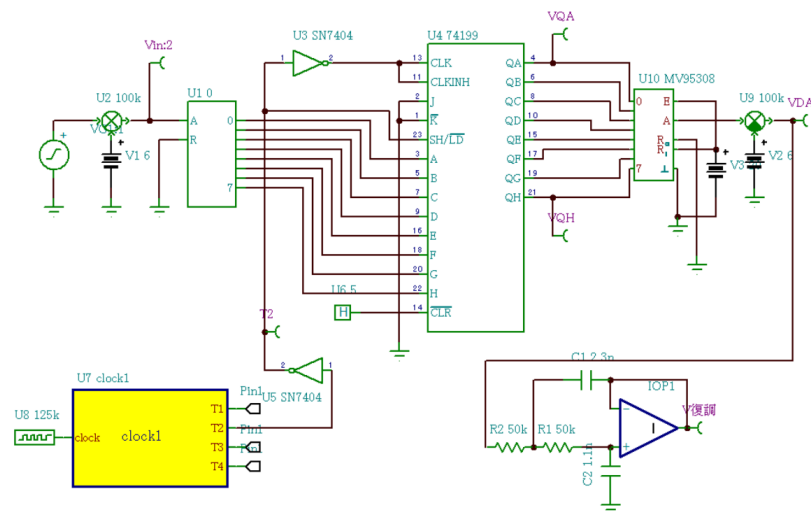 VQA
U3 SN7404
U4 74199
Vin:2
1
2
13 CLK
QA 4
11 CLKINH
QB 6
U10 MV95308
U2 100k
U1 0
2 J
QC 8
0
E
U9 100k
VDA
A
0
1 K
QD 10
A
+
R
23 SH/LD
QE 15
R
+
V1 6
3 A
QF 17
R
+
V2 6
7
5 B
QG 19
7
7 C
QH 21
9 D
VQH
16 E
18 F
20 G
U6 5
22 H
H
14 CLR
T2
2
1
U5 SN7404
C1 2.3n
IOP1
U7 clock1
Pin1
V復調
U8 125k
T1
R2 50k
R1 50k
clock
clock1
T2
Pin1
T3
Pin1
T4
C2 1.1n